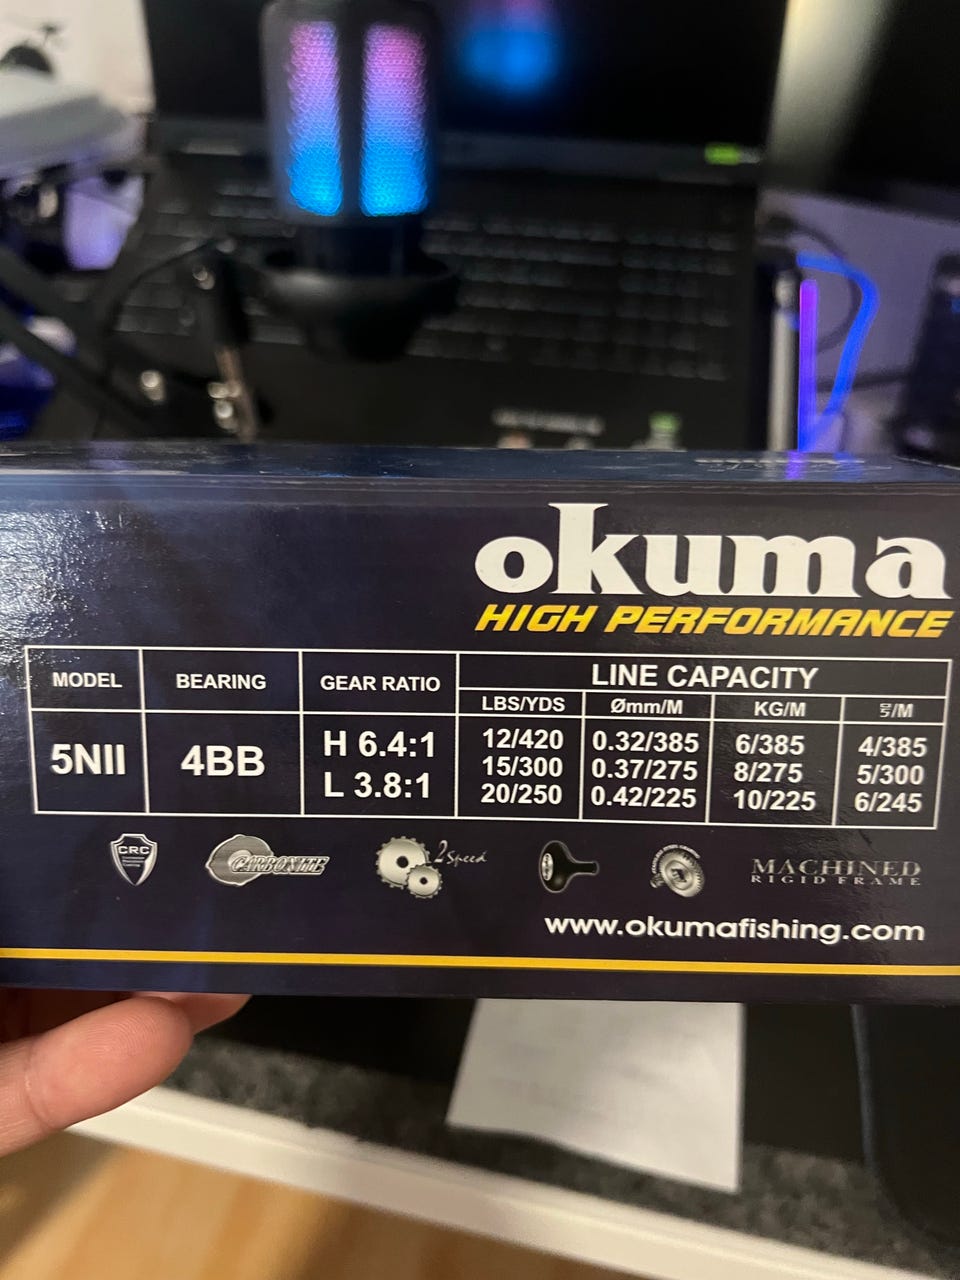 okuma
HIGH PERFORMANCE
MODEL BEARING GEAR RATIO LINE CAPACITY
LBS/YDS Ømm/M KG/M 号/M
5NII 4BB H 6.4:1 L 3.8:1
12/420 0.32/385 6/385 4/385
15/300 0.37/275 8/275 5/300
20/250 0.42/225 10/225 6/245
CRC CARBONITE 2 Speed MACHINED
RIGID FRAME
www.okumafishing.com